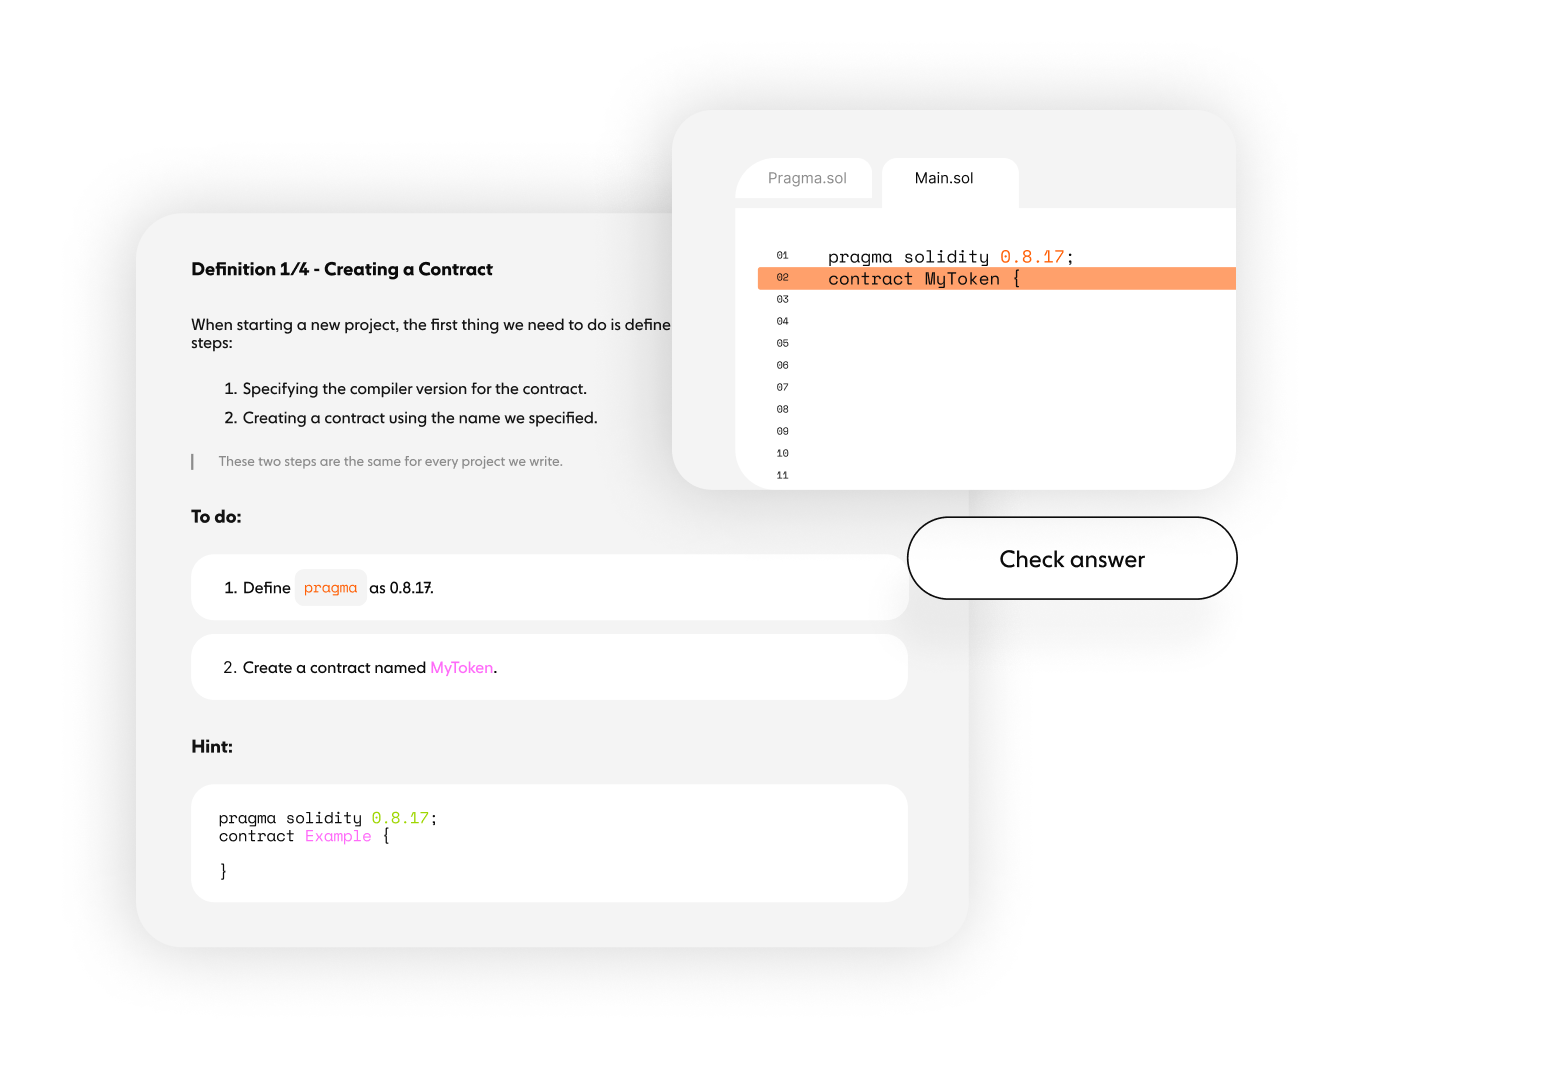 Definition 1/4 - Creating a Contract
When starting a new project, the first thing we need to do is define
steps:
1. Specifying the compiler version for the contract.
2. Creating a contract using the name we specified.
These two steps are the same for every project we write.
To do:
1. Define pragma as 0.8.17.
2. Create a contract named MyToken.
Hint:
pragma solidity 0.8.17;
contract Example {
}
Pragma.sol
Main.sol
01 pragma solidity 0.8.17;
02 contract MyToken {
03
04
05
06
07
08
09
10
11
Check answer